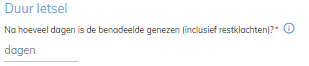 Duur letsel
Na hoeveel dagen is de benadeelde genezen (inclusief restklachten)?*
dagen